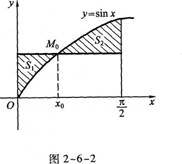 y
y=sin x
M₀
S₂
S₁
O
x₀
π/2
x
图 2-6-2